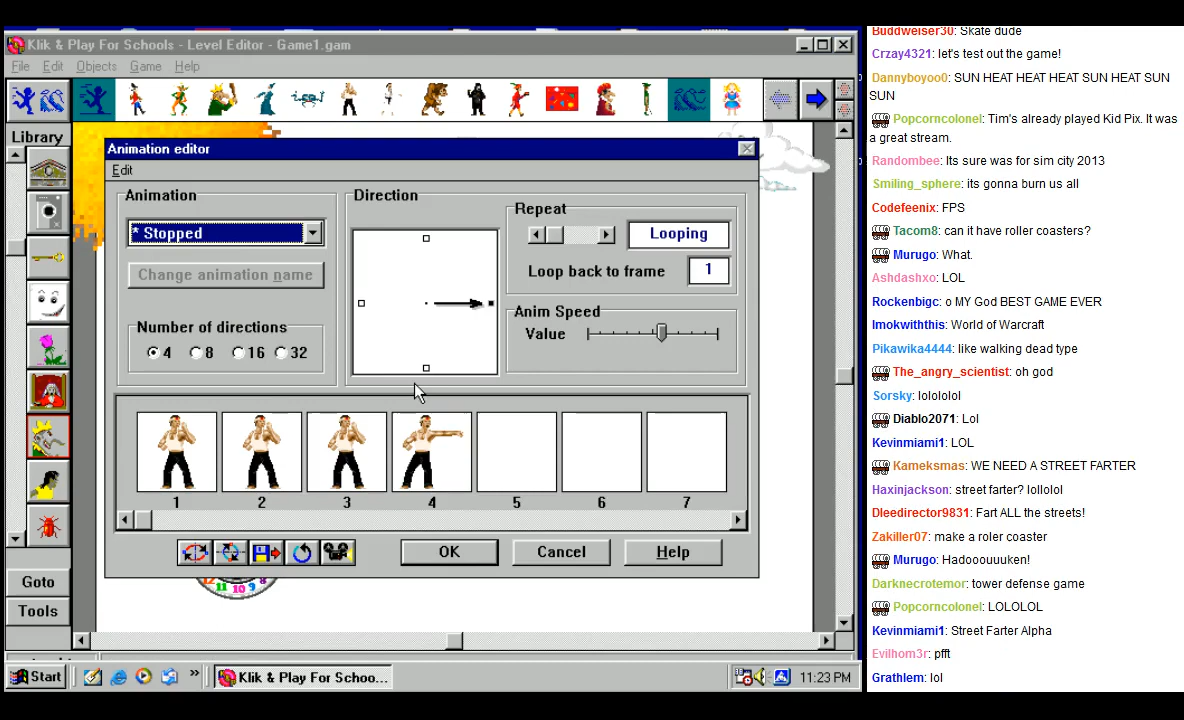 Klik & Play For Schools - Level Editor - Game1.gam
File Edit Objects Game Help
Library
Animation editor
Edit
Animation
* Stopped
Change animation name
Number of directions
4 8 16 32
Direction
Repeat
Looping
Loop back to frame 1
Anim Speed
Value
1 2 3 4 5 6 7
OK Cancel Help
12 11 10 9 8
Goto
Tools
Start
»
Klik & Play For Schoo...
11:23 PM
Buddweiser30: Skate dude
Crzay4321: let's test out the game!
Dannyboyoo0: SUN HEAT HEAT HEAT SUN HEAT SUN
SUN
Popcorncolonel: Tim's already played Kid Pix. It was
a great stream.
Randombee: Its sure was for sim city 2013
Smiling_sphere: its gonna burn us all
Codefeenix: FPS
Tacom8: can it have roller coasters?
Murugo: What.
Ashdashxo: LOL
Rockenbigc: o MY God BEST GAME EVER
Imokwiththis: World of Warcraft
Pikawika4444: like walking dead type
The_angry_scientist: oh god
Sorsky: lolololol
Diablo2071: Lol
Kevinmiami1: LOL
Kameksmas: WE NEED A STREET FARTER
Haxinjackson: street farter? lollolol
Dleedirector9831: Fart ALL the streets!
Zakiller07: make a roler coaster
Murugo: Hadooouuuken!
Darknecrotemor: tower defense game
Popcorncolonel: LOLOLOL
Kevinmiami1: Street Farter Alpha
Evilhom3r: pfft
Grathlem: lol